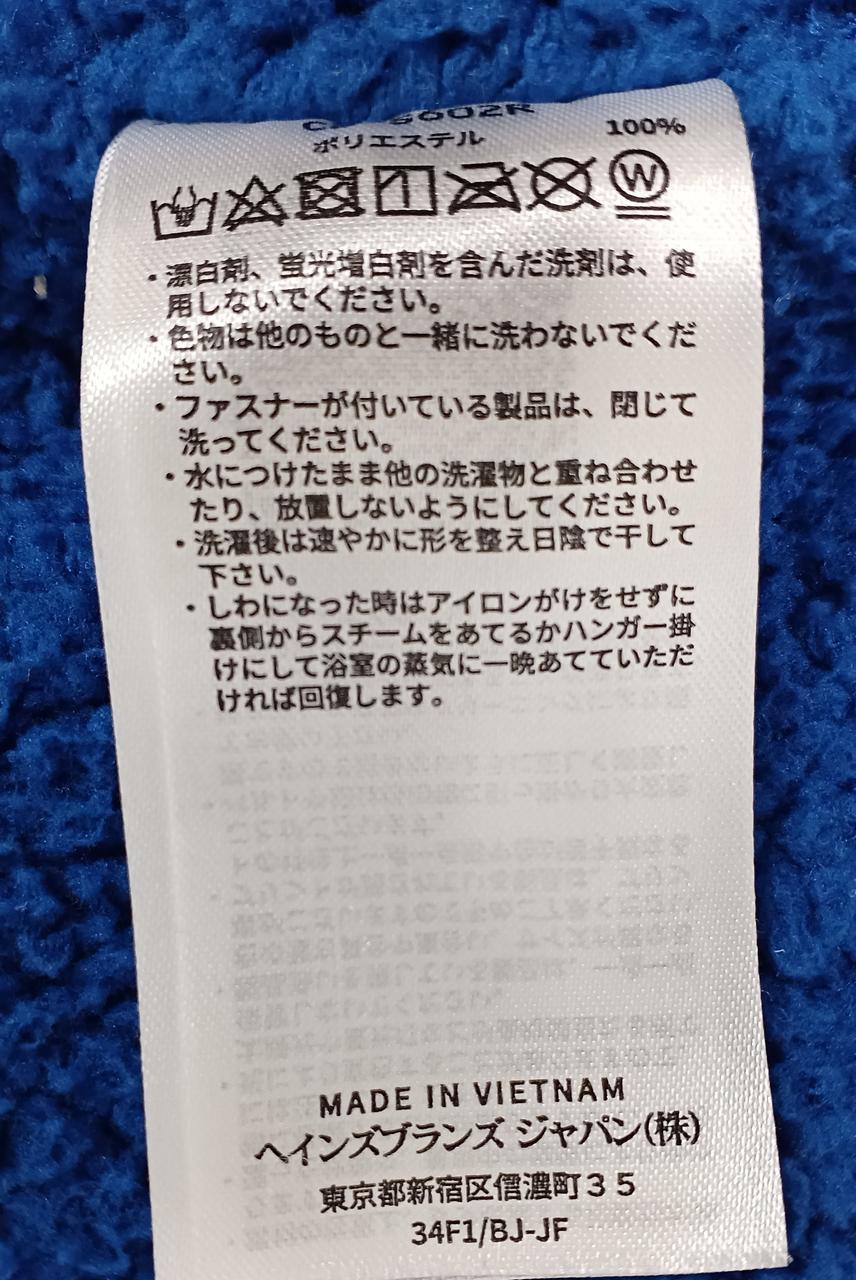 ポリエステル 100%
W
・漂白剤、蛍光増白剤を含んだ洗剤は、使
用しないでください。
・色物は他のものと一緒に洗わないでくだ
さい。
・ファスナーが付いている製品は、閉じて
洗ってください。
・水につけたまま他の洗濯物と重ね合わせ
たり、放置しないようにしてください。
・洗濯後は速やかに形を整え日陰で干して
下さい。
・しわになった時はアイロンがけをせずに
裏側からスチームをあてるかハンガー掛
けにして浴室の蒸気に一晩あてていただ
ければ回復します。
MADE IN VIETNAM
ヘインズブランズ ジャパン(株)
東京都新宿区信濃町３５
34F1/BJ-JF